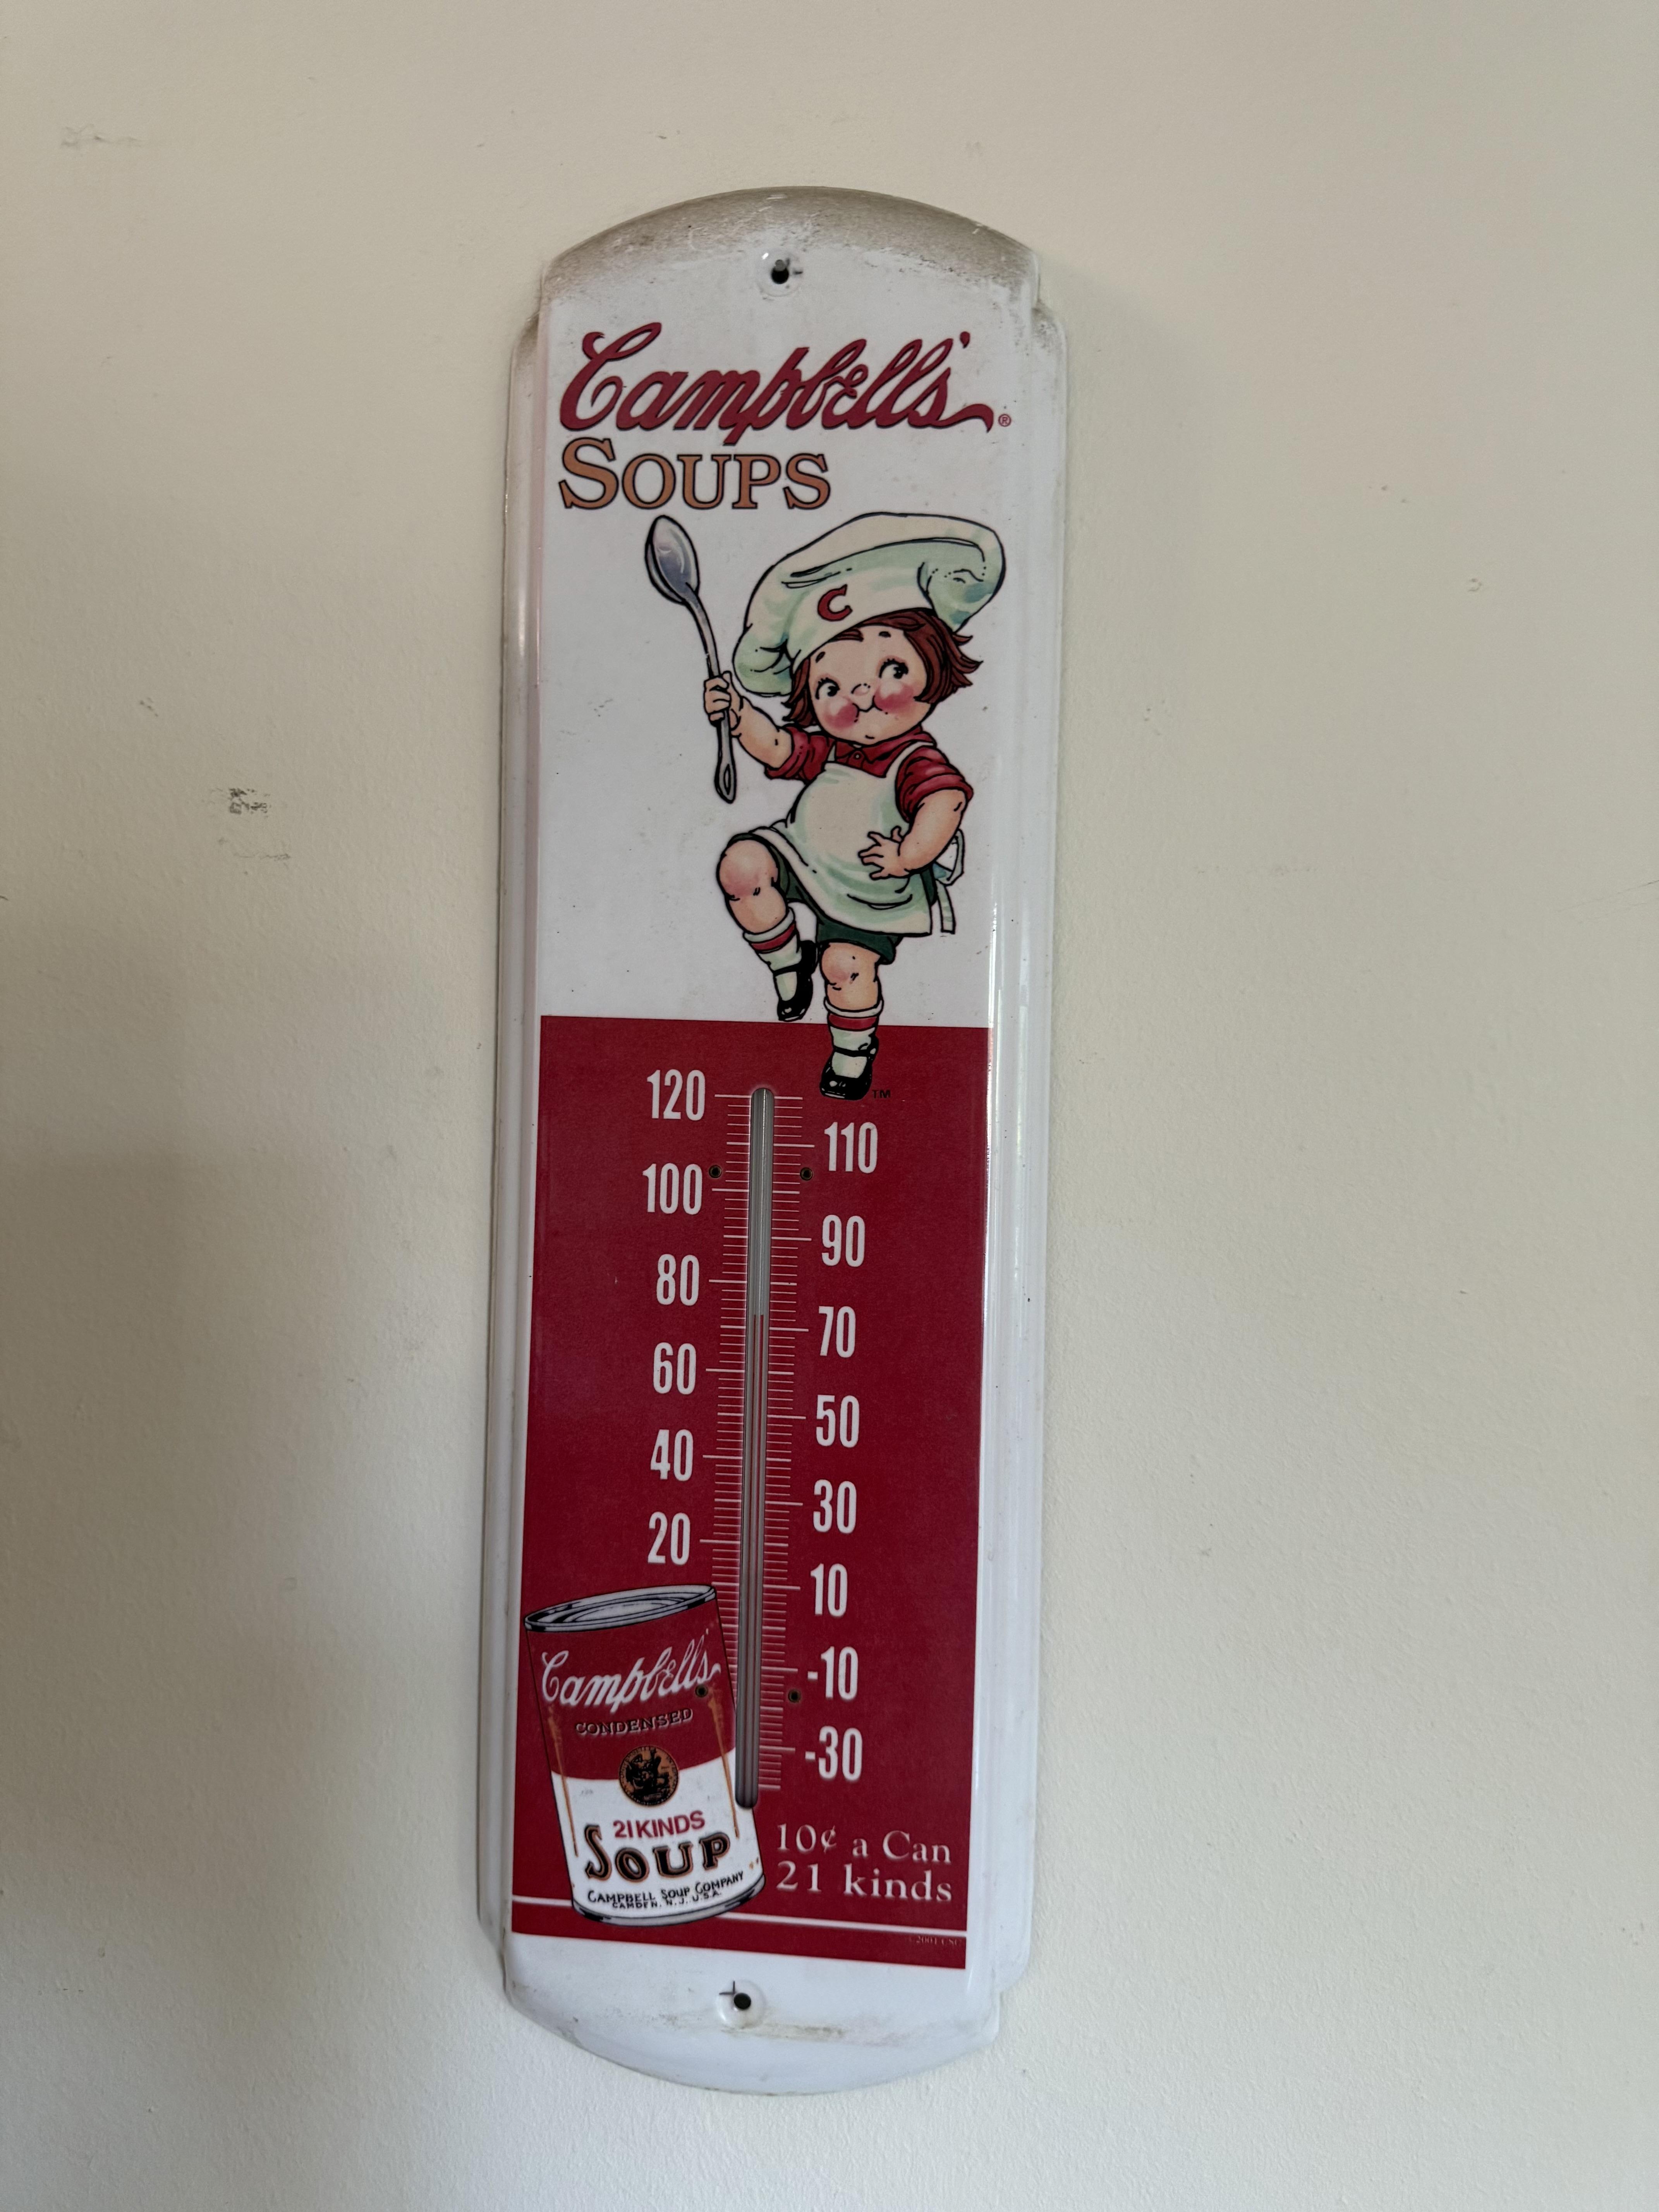 Campbell's®
SOUPS
C
TM
120
110
100
90
80
70
60
50
40
30
20
10
-10
-30
Campbell's
CONDENSED
21 KINDS
SOUP
CAMPBELL SOUP COMPANY
CAMDEN, N.J., U.S.A.
10¢ a Can
21 kinds